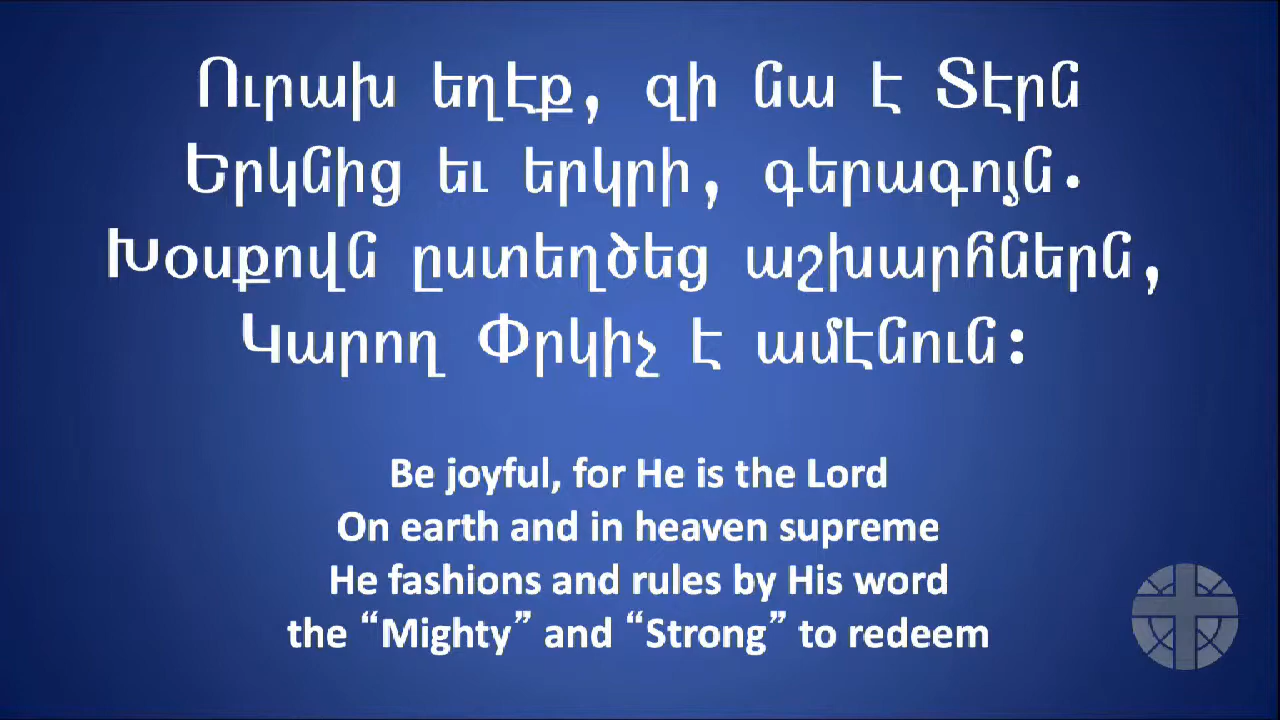 Ուրախ եղէք, զի նա է Տէրն
Երկնից եւ երկրի, գերագոյն.
Խօսքովն ըստեղծեց աշխարհներն,
Կարող Փրկիչ է ամէնուն:
Be joyful, for He is the Lord
On earth and in heaven supreme
He fashions and rules by His word
the “Mighty” and “Strong” to redeem